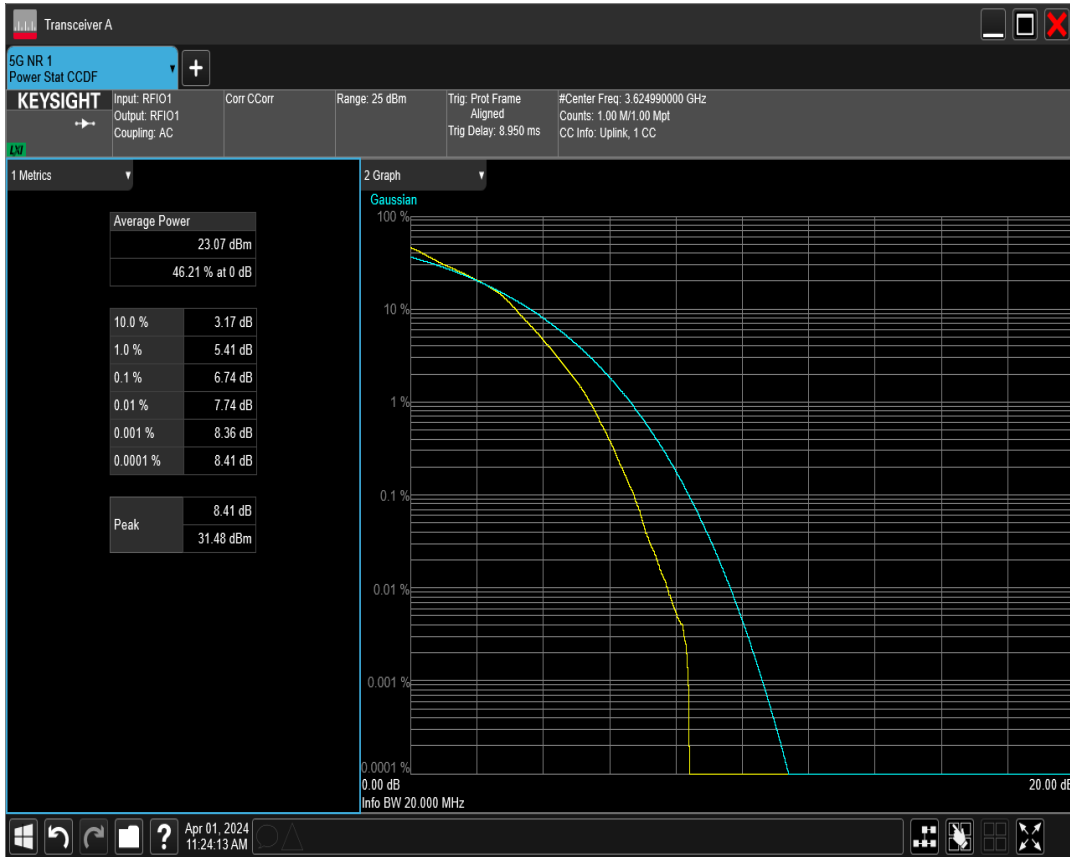 Transceiver A
5G NR 1
Power Stat CCDF
KEYSIGHT
LXI
Input: RFIO1
Output: RFIO1
Coupling: AC
Corr CCorr
Range: 25 dBm
Trig: Prot Frame
Aligned
Trig Delay: 8.950 ms
#Center Freq: 3.624990000 GHz
Counts: 1.00 M/1.00 Mpt
CC Info: Uplink, 1 CC
1 Metrics
Average Power
23.07 dBm
46.21 % at 0 dB
10.0 % 3.17 dB
1.0 % 5.41 dB
0.1 % 6.74 dB
0.01 % 7.74 dB
0.001 % 8.36 dB
0.0001 % 8.41 dB
Peak
8.41 dB
31.48 dBm
2 Graph
Gaussian
100 %
10 %
1 %
0.1 %
0.01 %
0.001 %
0.0001 %
0.00 dB 20.00 dB
Info BW 20.000 MHz
?
Apr 01, 2024
11:24:13 AM